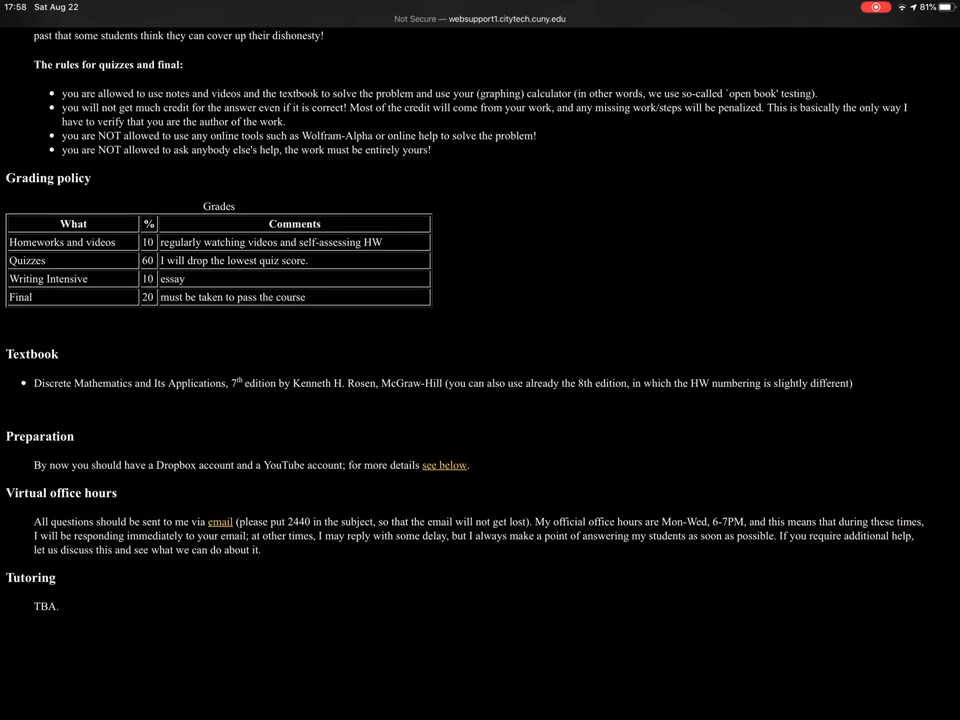 17:58 Sat Aug 22
81%
Not Secure — websupport1.citytech.cuny.edu
past that some students think they can cover up their dishonesty!
The rules for quizzes and final:
• you are allowed to use notes and videos and the textbook to solve the problem and use your (graphing) calculator (in other words, we use so-called `open book' testing).
• you will not get much credit for the answer even if it is correct! Most of the credit will come from your work, and any missing work/steps will be penalized. This is basically the only way I
have to verify that you are the author of the work.
• you are NOT allowed to use any online tools such as Wolfram-Alpha or online help to solve the problem!
• you are NOT allowed to ask anybody else's help, the work must be entirely yours!
Grading policy
Grades
What % Comments
Homeworks and videos 10 regularly watching videos and self-assessing HW
Quizzes 60 I will drop the lowest quiz score.
Writing Intensive 10 essay
Final 20 must be taken to pass the course
Textbook
• Discrete Mathematics and Its Applications, 7th edition by Kenneth H. Rosen, McGraw-Hill (you can also use already the 8th edition, in which the HW numbering is slightly different)
Preparation
By now you should have a Dropbox account and a YouTube account; for more details see below.
Virtual office hours
All questions should be sent to me via email (please put 2440 in the subject, so that the email will not get lost). My official office hours are Mon-Wed, 6-7PM, and this means that during these times,
I will be responding immediately to your email; at other times, I may reply with some delay, but I always make a point of answering my students as soon as possible. If you require additional help,
let us discuss this and see what we can do about it.
Tutoring
TBA.